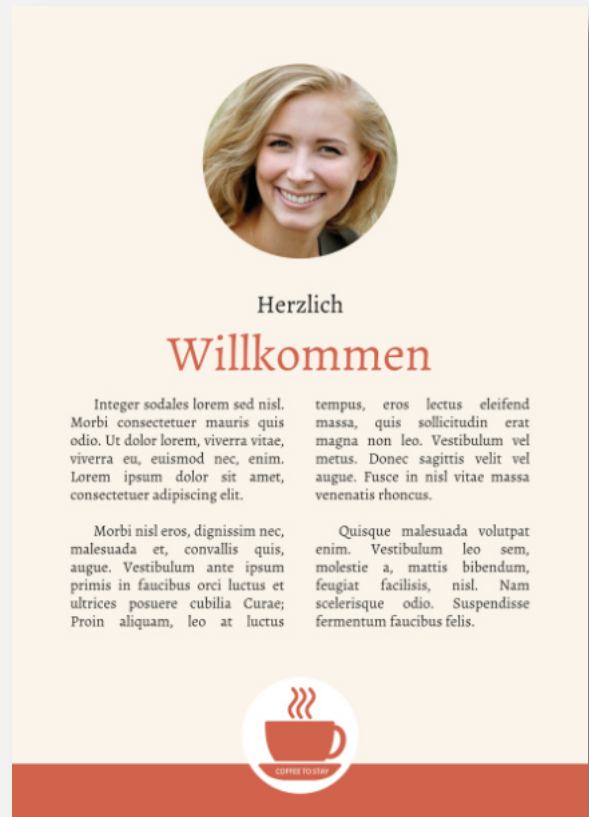 Herzlich
Willkommen
Integer sodales lorem sed nisl.
Morbi consectetuer mauris quis
odio. Ut dolor lorem, viverra vitae,
viverra eu, euismod nec, enim.
Lorem ipsum dolor sit amet,
consectetuer adipiscing elit.
Morbi nisl eros, dignissim nec,
malesuada et, convallis quis,
augue. Vestibulum ante ipsum
primis in faucibus orci luctus et
ultrices posuere cubilia Curae;
Proin aliquam, leo at luctus
tempus, eros lectus eleifend
massa, quis sollicitudin erat
magna non leo. Vestibulum vel
metus. Donec sagittis velit vel
augue. Fusce in nisl vitae massa
venenatis rhoncus.
Quisque malesuada volutpat
enim. Vestibulum leo sem,
molestie a, mattis bibendum,
feugiat facilisis, nisl. Nam
scelerisque odio. Suspendisse
fermentum faucibus felis.
COFFEE TO STAY